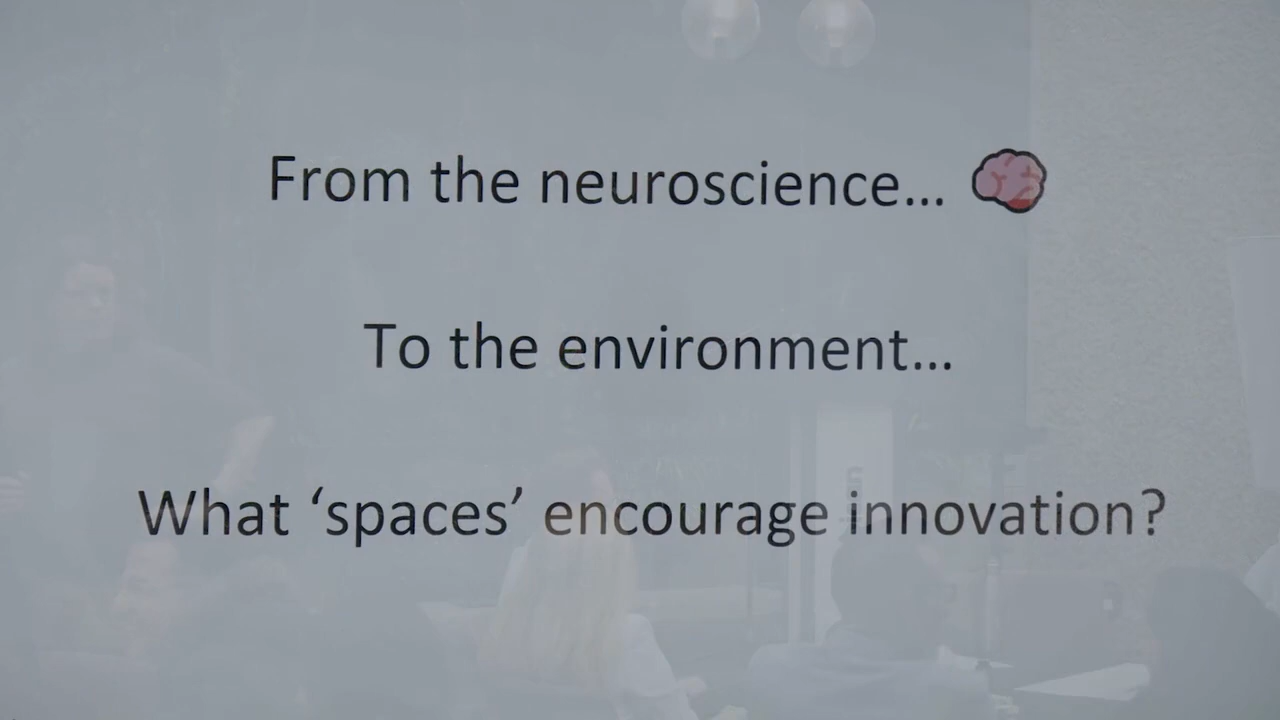 From the neuroscience...
To the environment...
What ‘spaces’ encourage innovation?